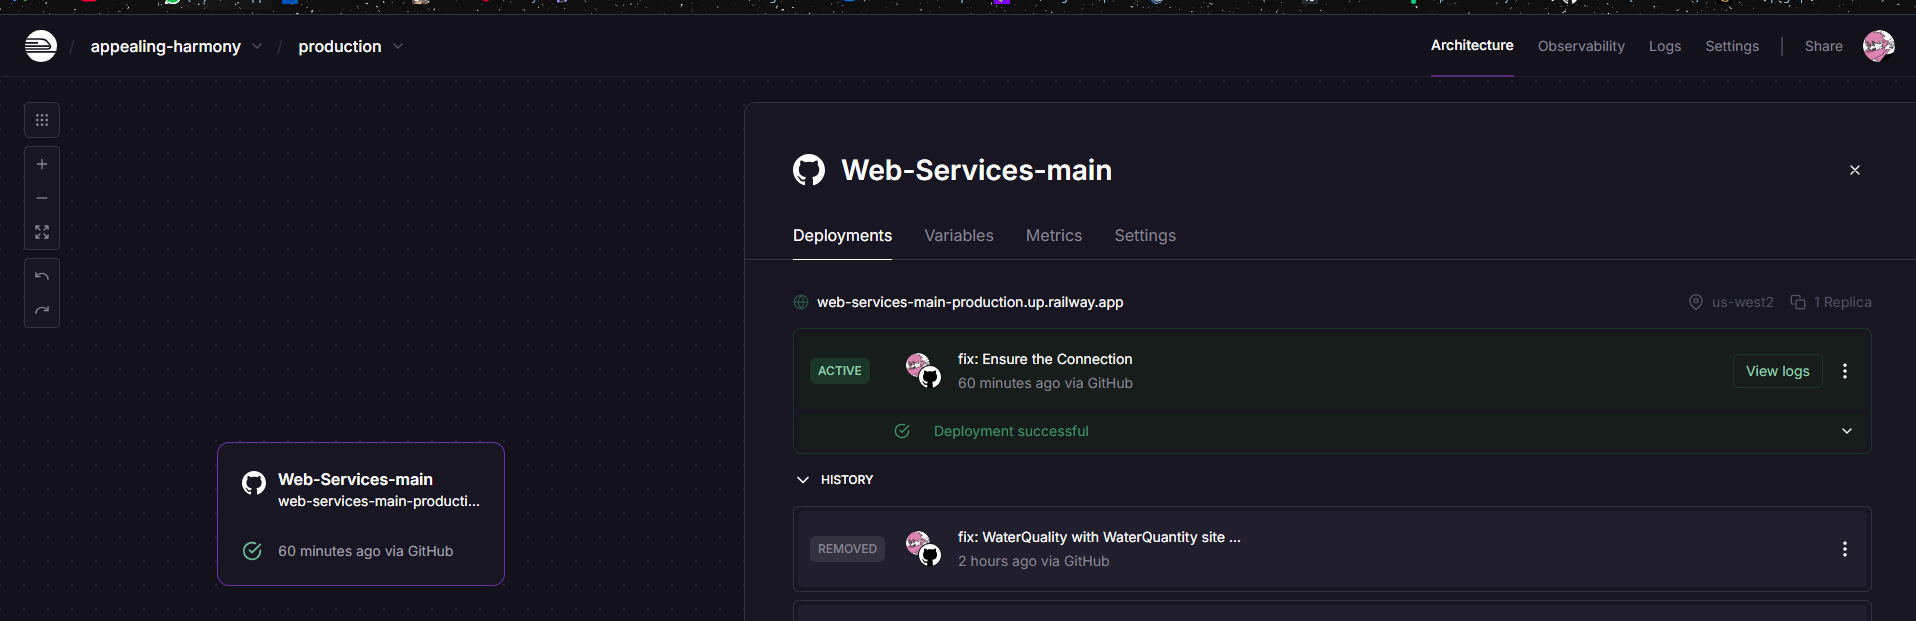 / appealing-harmony / production
Architecture Observability Logs Settings | Share
Web-Services-main
Deployments Variables Metrics Settings
web-services-main-production.up.railway.app
us-west2 1 Replica
ACTIVE
fix: Ensure the Connection
60 minutes ago via GitHub
View logs
Deployment successful
HISTORY
REMOVED
fix: WaterQuality with WaterQuantity site ...
2 hours ago via GitHub
Web-Services-main
web-services-main-producti...
60 minutes ago via GitHub